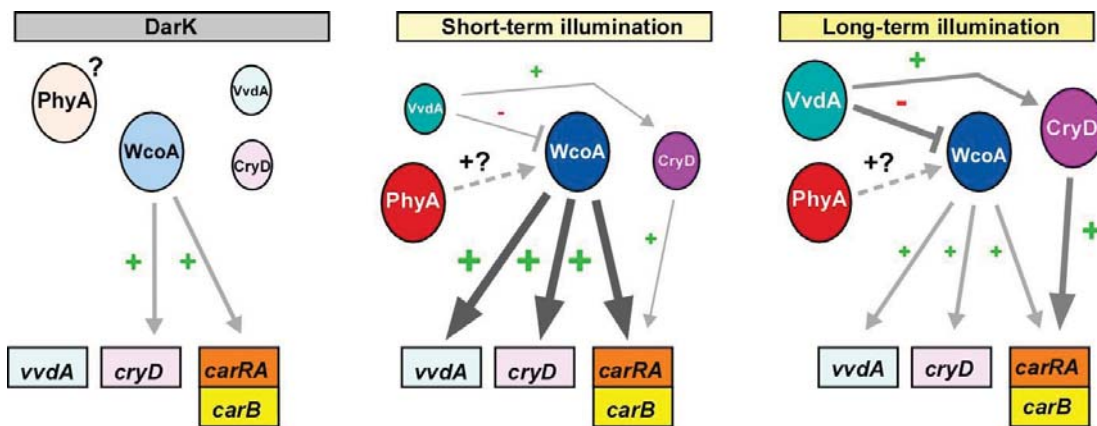 DarK
?
PhyA
VvdA
WcoA
CryD
+
+
vvdA
cryD
carRA
carB
Short-term illumination
+
VvdA
-
WcoA
+?
CryD
PhyA
+
+
+
+
vvdA
cryD
carRA
carB
Long-term illumination
+
VvdA
-
CryD
WcoA
+?
PhyA
+
+
+
+
vvdA
cryD
carRA
carB